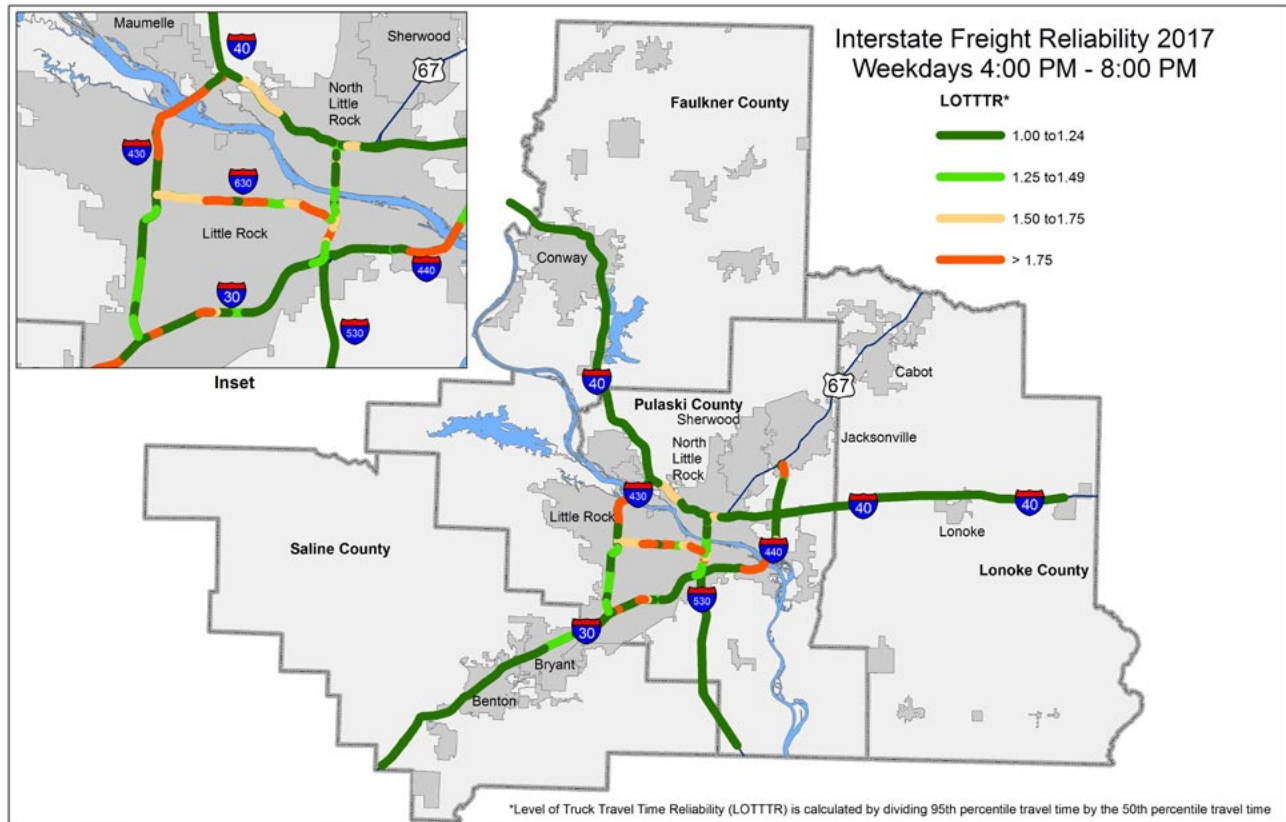 Interstate Freight Reliability 2017
Weekdays 4:00 PM - 8:00 PM
LOTTTR*
1.00 to1.24
1.25 to1.49
1.50 to1.75
> 1.75
Maumelle
40
Sherwood
67
North
Little
Rock
430
630
Little Rock
440
30
530
Inset
Faulkner County
Conway
40
Cabot
67
Pulaski County
Sherwood
Jacksonville
North
Little
Rock
430
40
40
Little Rock
Lonoke
440
Saline County
Lonoke County
530
30
Bryant
Benton
*Level of Truck Travel Time Reliability (LOTTTR) is calculated by dividing 95th percentile travel time by the 50th percentile travel time